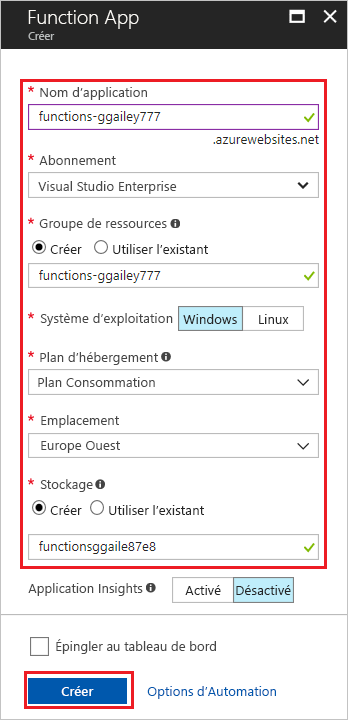 Function App
Créer
* Nom d'application
functions-ggailey777
.azurewebsites.net
* Abonnement
Visual Studio Enterprise
* Groupe de ressources
Créer Utiliser l'existant
functions-ggailey777
* Système d'exploitation Windows Linux
* Plan d'hébergement
Plan Consommation
* Emplacement
Europe Ouest
* Stockage
Créer Utiliser l'existant
functionsggaile87e8
Application Insights Activé Désactivé
Épingler au tableau de bord
Créer Options d'Automation